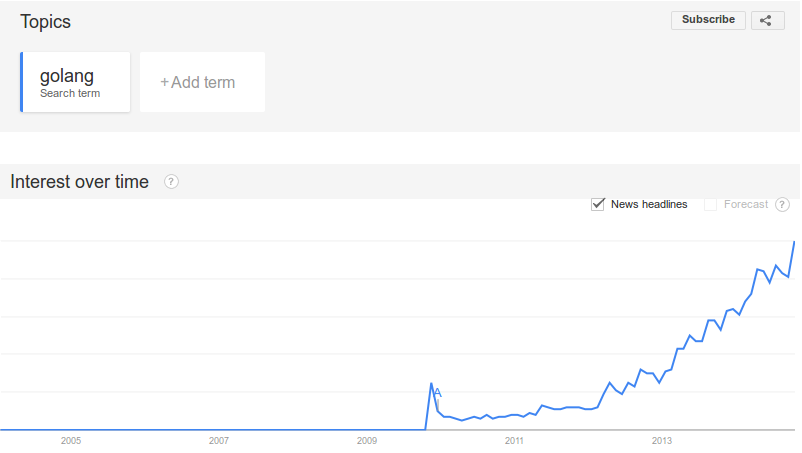 Topics
Subscribe
golang
Search term
+Add term
Interest over time ?
News headlines Forecast ?
A
2005 2007 2009 2011 2013